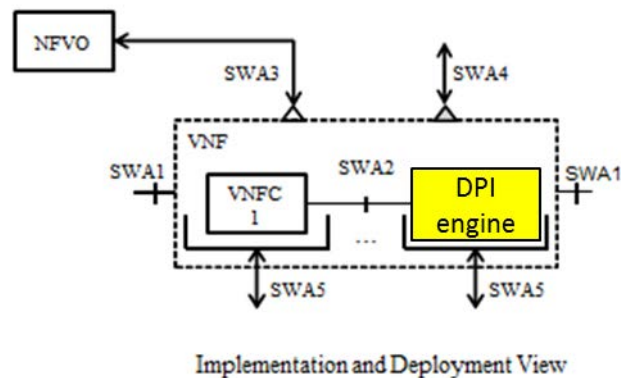 NFVO
SWA3
SWA4
VNF
SWA1
SWA2
SWA1
VNFC
1
DPI
engine
...
SWA5
SWA5
Implementation and Deployment View